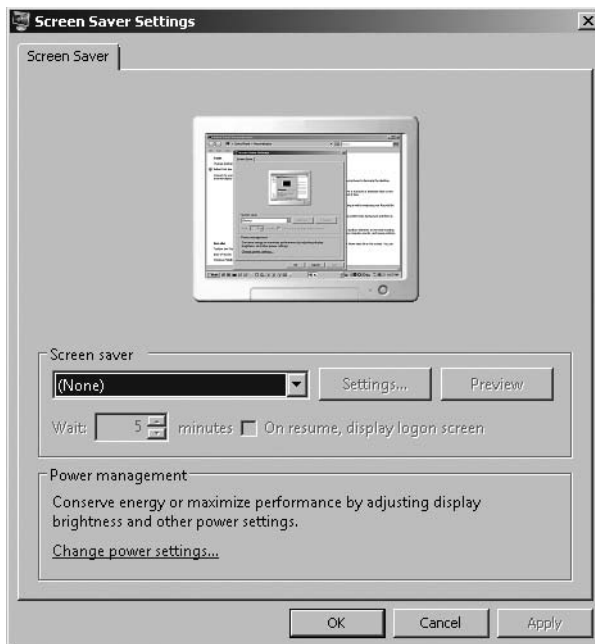 Screen Saver Settings
Screen Saver
Screen saver
(None)
Settings...
Preview
Wait: 5 minutes On resume, display logon screen
Power management
Conserve energy or maximize performance by adjusting display
brightness and other power settings.
Change power settings...
OK Cancel Apply